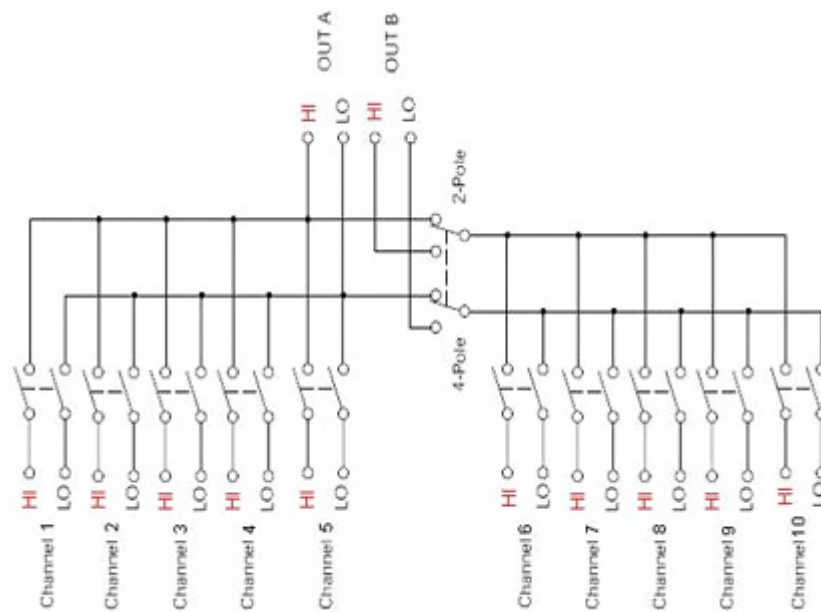 OUT A
HI
LO
OUT B
HI
LO
2-Pole
4-Pole
HI
LO
Channel 1
HI
LO
Channel 2
HI
LO
Channel 3
HI
LO
Channel 4
HI
LO
Channel 5
HI
LO
Channel 6
HI
LO
Channel 7
HI
LO
Channel 8
HI
LO
Channel 9
HI
LO
Channel 10